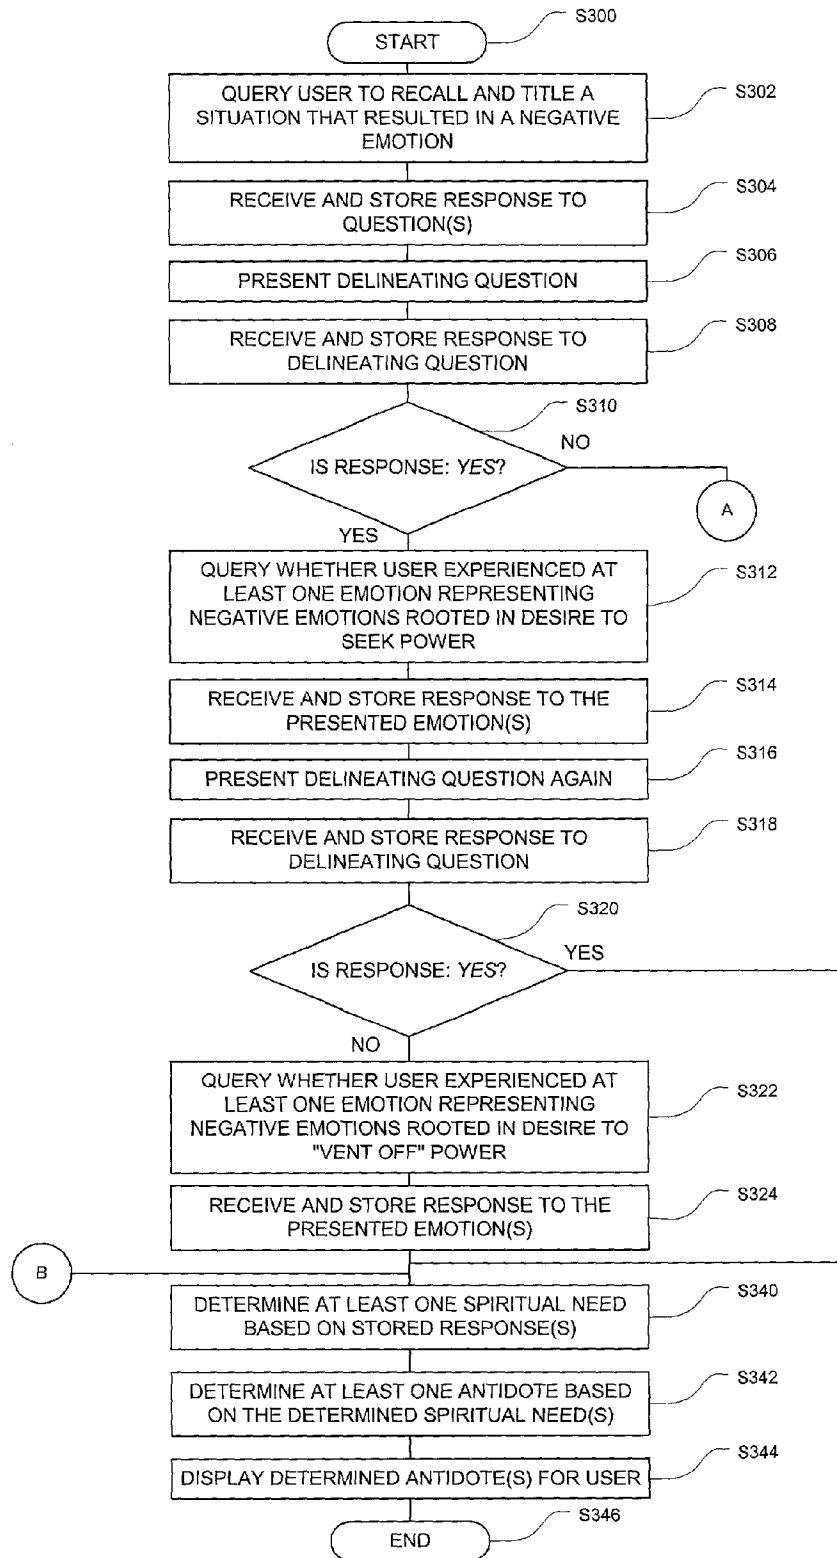 S300
START
S302
QUERY USER TO RECALL AND TITLE A
SITUATION THAT RESULTED IN A NEGATIVE
EMOTION
S304
RECEIVE AND STORE RESPONSE TO
QUESTION(S)
S306
PRESENT DELINEATING QUESTION
S308
RECEIVE AND STORE RESPONSE TO
DELINEATING QUESTION
S310
NO
IS RESPONSE: YES?
A
YES
QUERY WHETHER USER EXPERIENCED AT
LEAST ONE EMOTION REPRESENTING
NEGATIVE EMOTIONS ROOTED IN DESIRE TO
SEEK POWER
S312
S314
RECEIVE AND STORE RESPONSE TO THE
PRESENTED EMOTION(S)
S316
PRESENT DELINEATING QUESTION AGAIN
S318
RECEIVE AND STORE RESPONSE TO
DELINEATING QUESTION
S320
YES
IS RESPONSE: YES?
NO
QUERY WHETHER USER EXPERIENCED AT
LEAST ONE EMOTION REPRESENTING
NEGATIVE EMOTIONS ROOTED IN DESIRE TO
"VENT OFF" POWER
S322
S324
RECEIVE AND STORE RESPONSE TO THE
PRESENTED EMOTION(S)
B
S340
DETERMINE AT LEAST ONE SPIRITUAL NEED
BASED ON STORED RESPONSE(S)
S342
DETERMINE AT LEAST ONE ANTIDOTE BASED
ON THE DETERMINED SPIRITUAL NEED(S)
S344
DISPLAY DETERMINED ANTIDOTE(S) FOR USER
S346
END